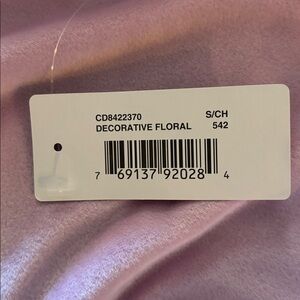 CD8422370 S/CH
DECORATIVE FLORAL 542
7 69137 92028 4